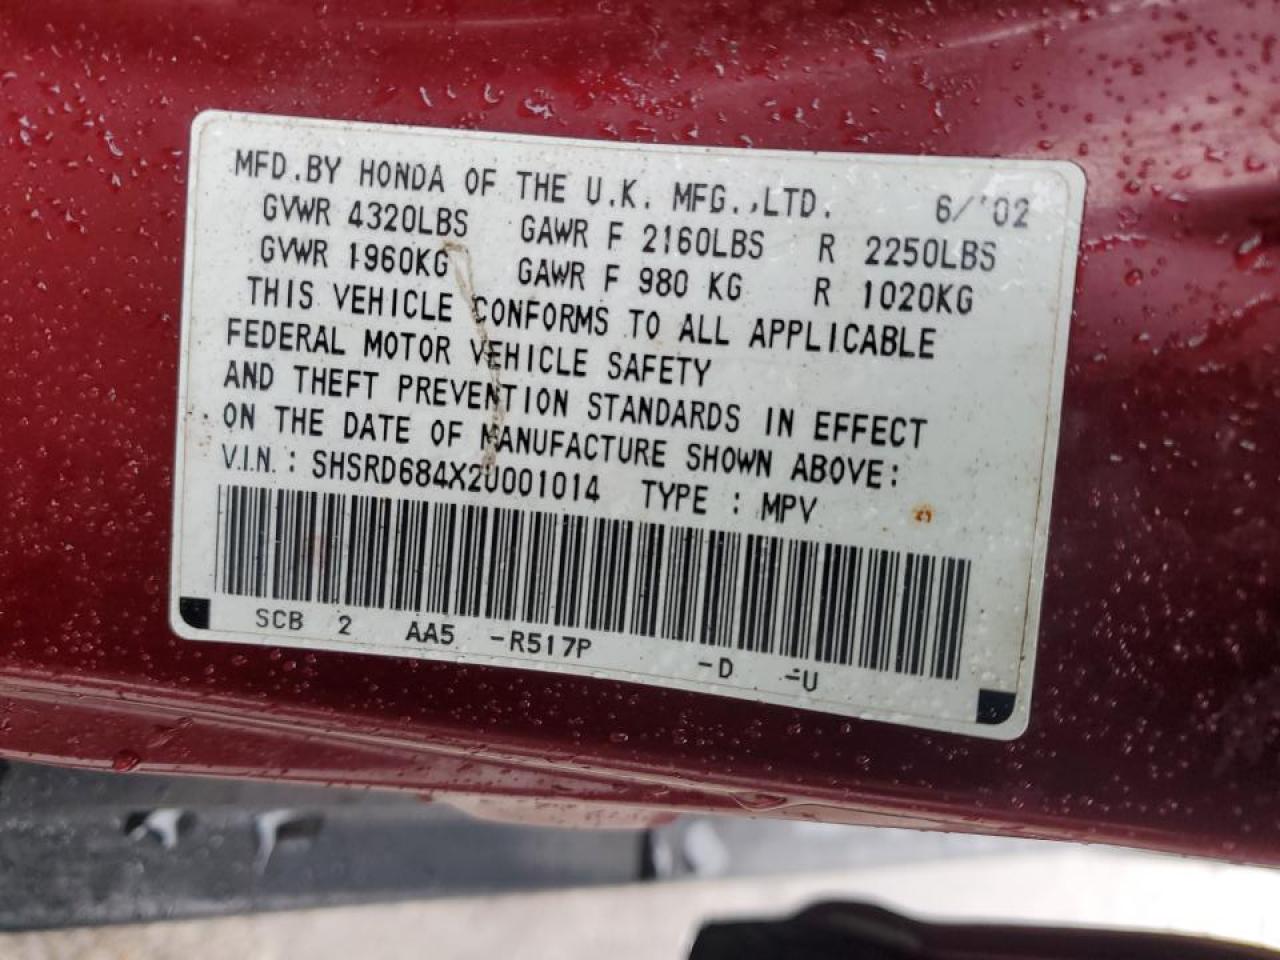 MFD.BY HONDA OF THE U.K. MFG.,LTD. 6/'02
GVWR 4320LBS GAWR F 2160LBS R 2250LBS
GVWR 1960KG GAWR F 980 KG R 1020KG
THIS VEHICLE CONFORMS TO ALL APPLICABLE
FEDERAL MOTOR VEHICLE SAFETY
AND THEFT PREVENTION STANDARDS IN EFFECT
ON THE DATE OF MANUFACTURE SHOWN ABOVE:
V.I.N. : SHSRD684X2U001014 TYPE : MPV
SCB 2 AA5 -R517P -D -U